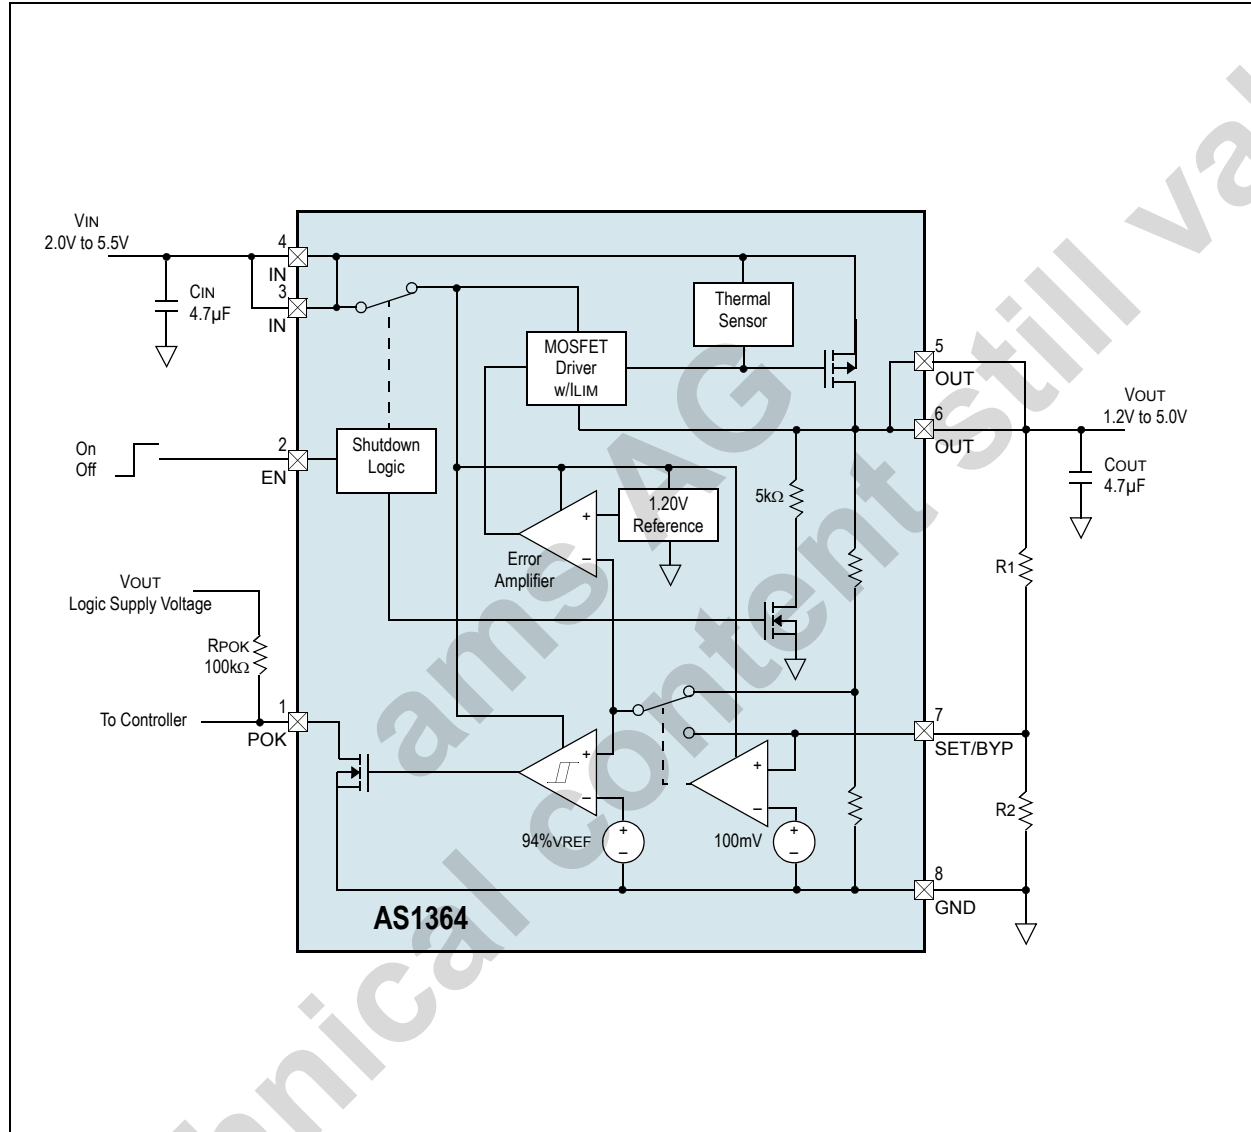 VIN
2.0V to 5.5V
4
IN
3
IN
CIN
4.7µF
Thermal
Sensor
MOSFET
Driver
w/ILIM
5
OUT
6
OUT
VOUT
1.2V to 5.0V
COUT
4.7µF
On
Off
2
EN
Shutdown
Logic
5kΩ
+
1.20V
Reference
–
Error
Amplifier
R1
VOUT
Logic Supply Voltage
RPOK
100kΩ
To Controller
1
POK
7
SET/BYP
+
–
+
–
94%VREF
+
–
100mV
+
–
R2
8
GND
AS1364
ams AG
hnical content still val